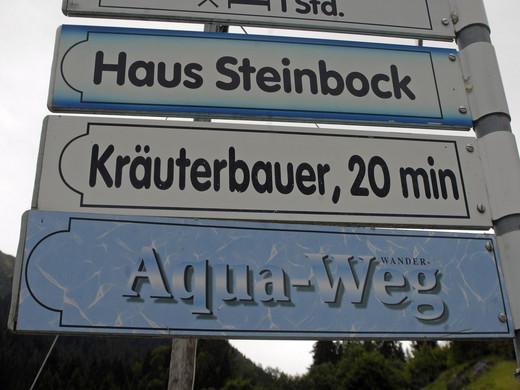 1 Std.
Haus Steinbock
Kräuterbauer, 20 min
WANDER-
Aqua-Weg